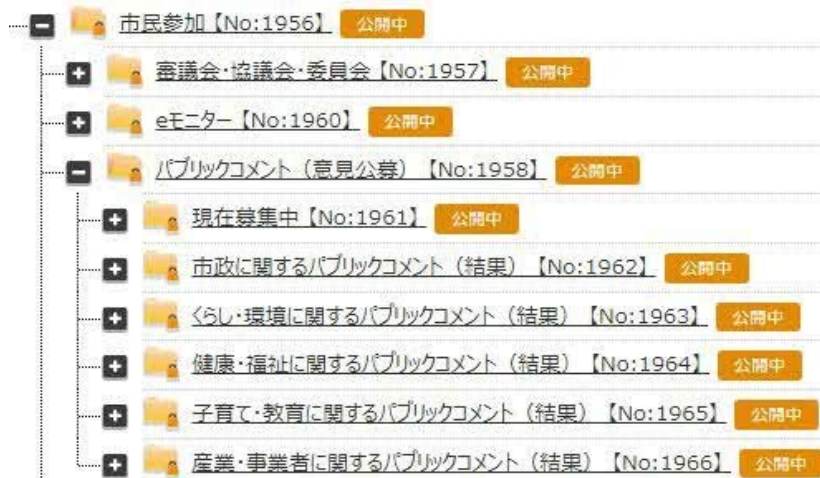 市民参加【No:1956】 公開中
審議会・協議会・委員会【No:1957】 公開中
eモニター【No:1960】 公開中
パブリックコメント（意見公募）【No:1958】 公開中
現在募集中【No:1961】 公開中
市政に関するパブリックコメント（結果）【No:1962】 公開中
くらし・環境に関するパブリックコメント（結果）【No:1963】 公開中
健康・福祉に関するパブリックコメント（結果）【No:1964】 公開中
子育て・教育に関するパブリックコメント（結果）【No:1965】 公開中
産業・事業者に関するパブリックコメント（結果）【No:1966】 公開中